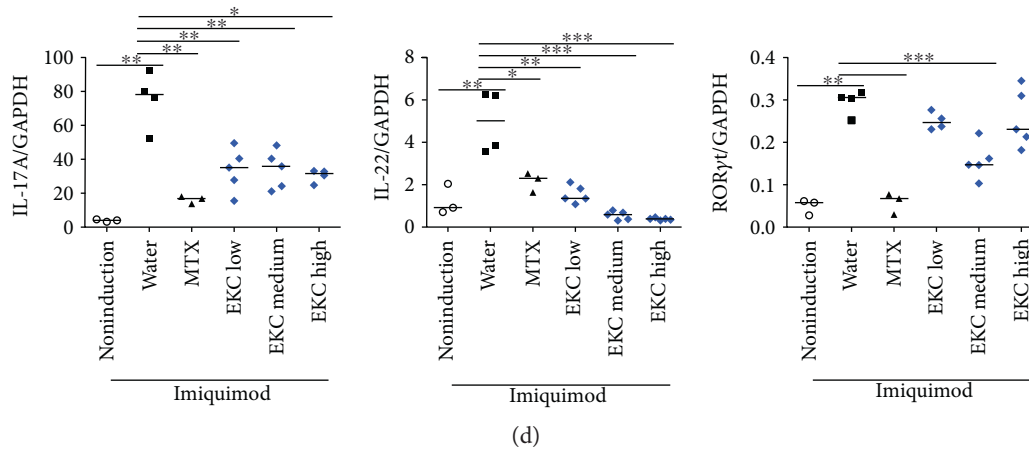 *
**
**
**
**
100
80
60
40
20
0
IL-17A/GAPDH
Noninduction
Water
MTX
EKC low
EKC medium
EKC high
Imiquimod
***
***
**
*
**
8
6
4
2
0
IL-22/GAPDH
Noninduction
Water
MTX
EKC low
EKC medium
EKC high
Imiquimod
***
**
0.4
0.3
0.2
0.1
0.0
RORγt/GAPDH
Noninduction
Water
MTX
EKC low
EKC medium
EKC high
Imiquimod
(d)